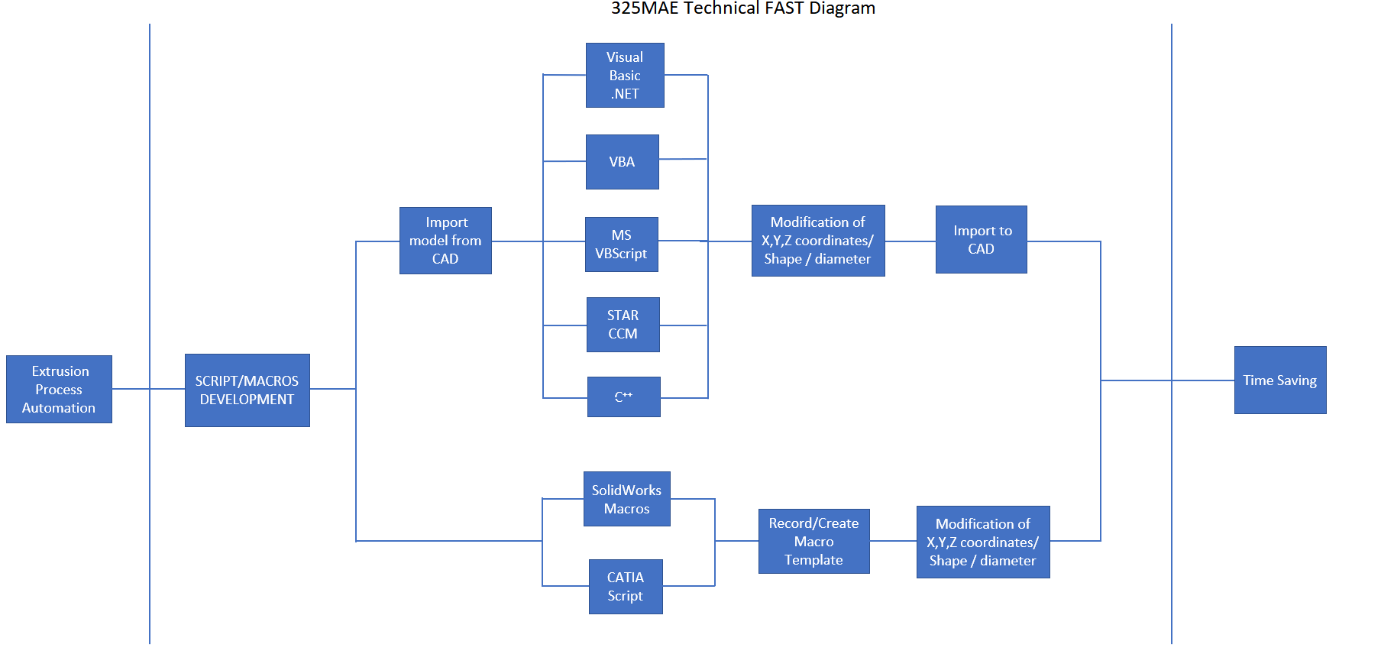 325MAE Technical FAST Diagram
Visual
Basic
.NET
VBA
MS
VBScript
STAR
CCM
C++
Import
model from
CAD
Modification of
X,Y,Z coordinates/
Shape / diameter
Import to
CAD
Extrusion
Process
Automation
SCRIPT/MACROS
DEVELOPMENT
Time Saving
SolidWorks
Macros
CATIA
Script
Record/Create
Macro
Template
Modification of
X,Y,Z coordinates/
Shape / diameter